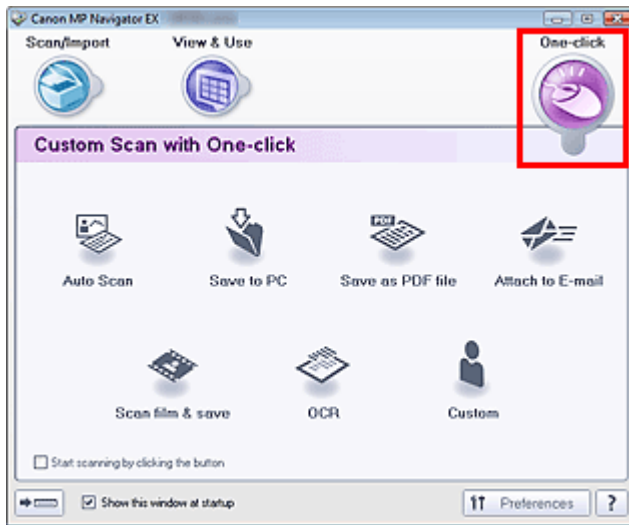 Canon MP Navigator EX
Scan/Import View & Use One-click
Custom Scan with One-click
PDF
Auto Scan Save to PC Save as PDF file Attach to E-mail
Scan film & save OCR Custom
Start scanning by clicking the button
Show this window at startup Preferences ?